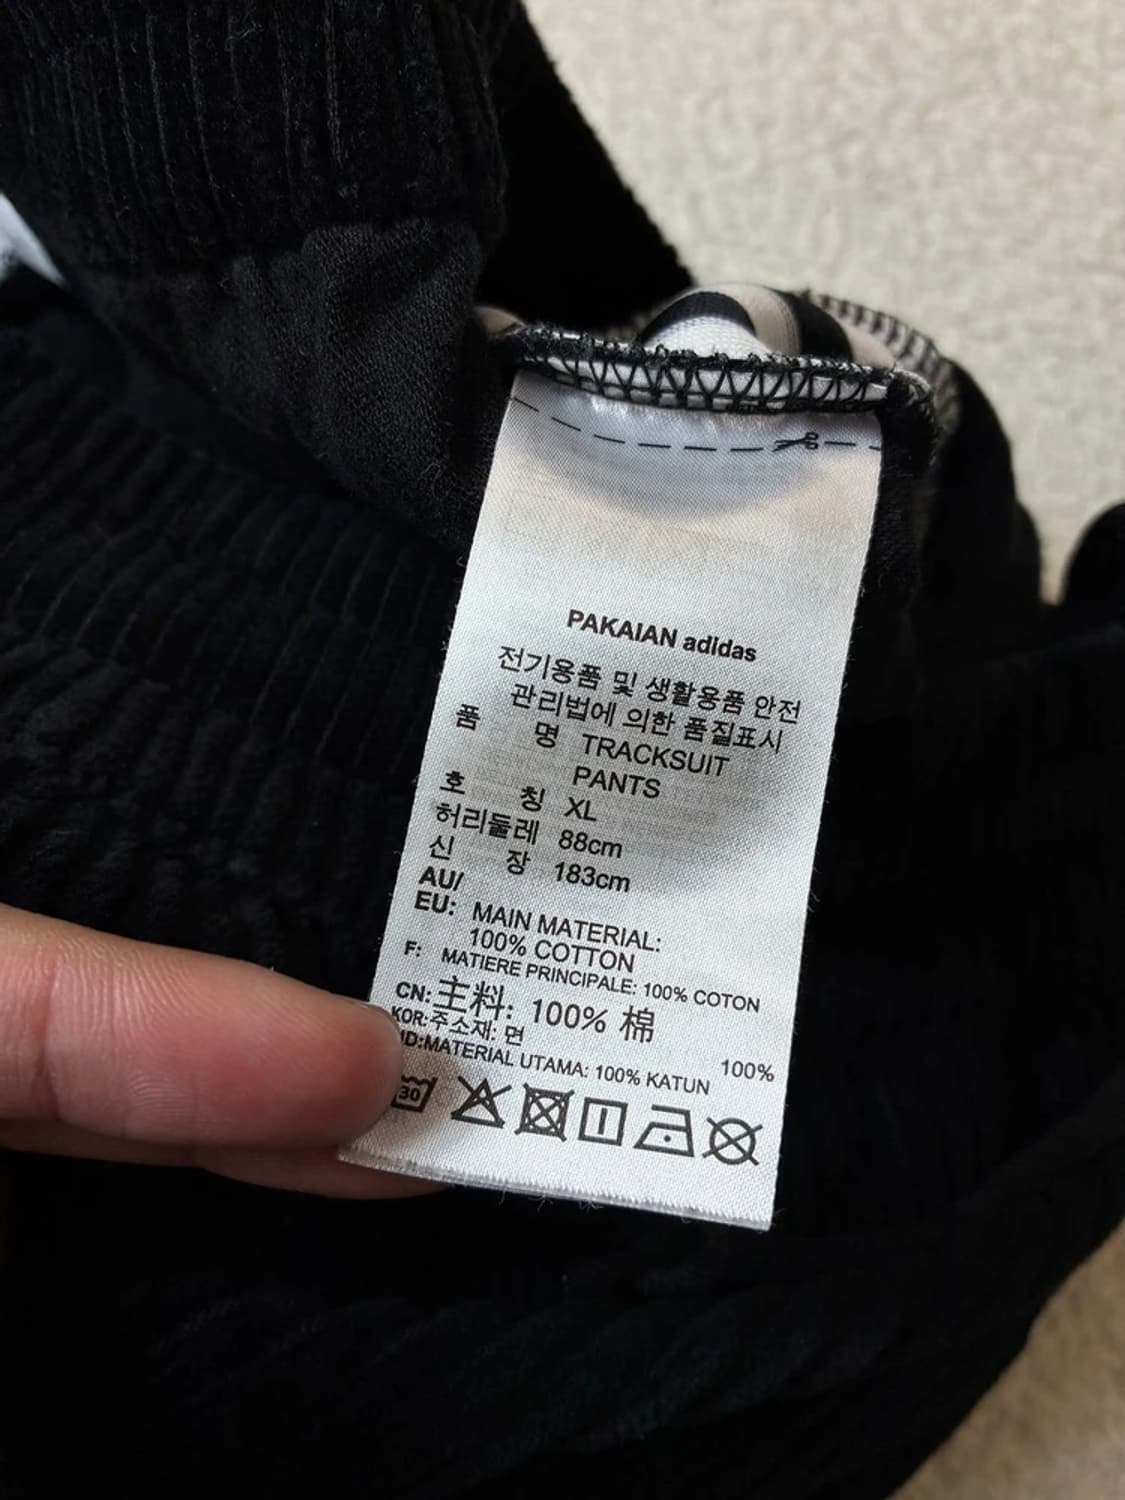 PAKAIAN adidas
전기용품 및 생활용품 안전
관리법에 의한 품질표시
품 명 TRACKSUIT
PANTS
호 칭 XL
허리둘레 88cm
신 장 183cm
AU/
EU: MAIN MATERIAL:
100% COTTON
F: MATIERE PRINCIPALE: 100% COTON
CN:主料: 100% 棉
KOR:주소재: 면 100%
ID:MATERIAL UTAMA: 100% KATUN
30